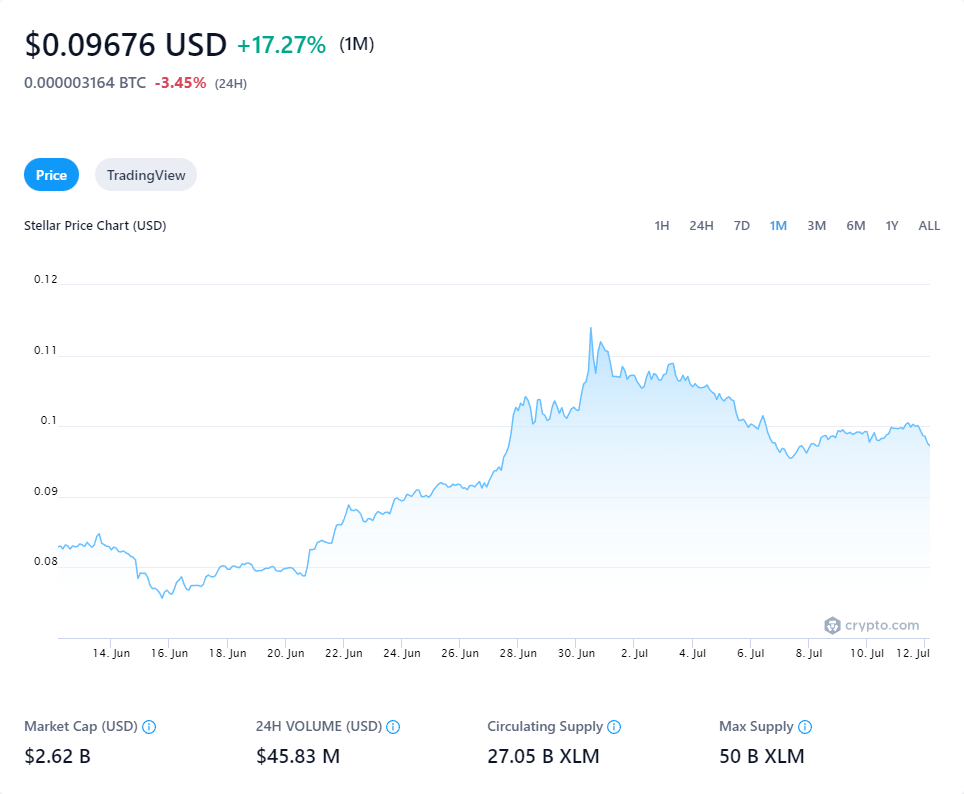 $0.09676 USD +17.27% (1M)
0.000003164 BTC -3.45% (24H)
Price TradingView
Stellar Price Chart (USD) 1H 24H 7D 1M 3M 6M 1Y ALL
0.12
0.11
0.1
0.09
0.08
crypto.com
14. Jun 16. Jun 18. Jun 20. Jun 22. Jun 24. Jun 26. Jun 28. Jun 30. Jun 2. Jul 4. Jul 6. Jul 8. Jul 10. Jul 12. Jul
Market Cap (USD) 24H VOLUME (USD) Circulating Supply Max Supply
$2.62 B $45.83 M 27.05 B XLM 50 B XLM